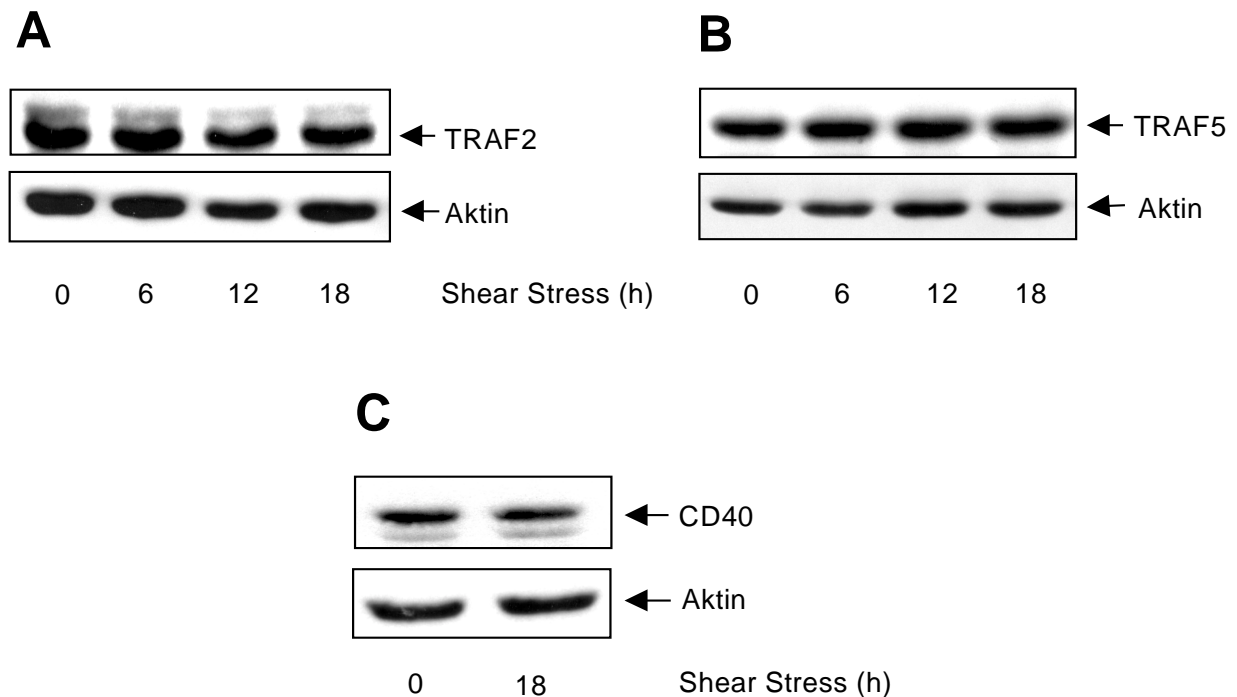 A
TRAF2
Aktin
0 6 12 18 Shear Stress (h)
B
TRAF5
Aktin
0 6 12 18
C
CD40
Aktin
0 18 Shear Stress (h)